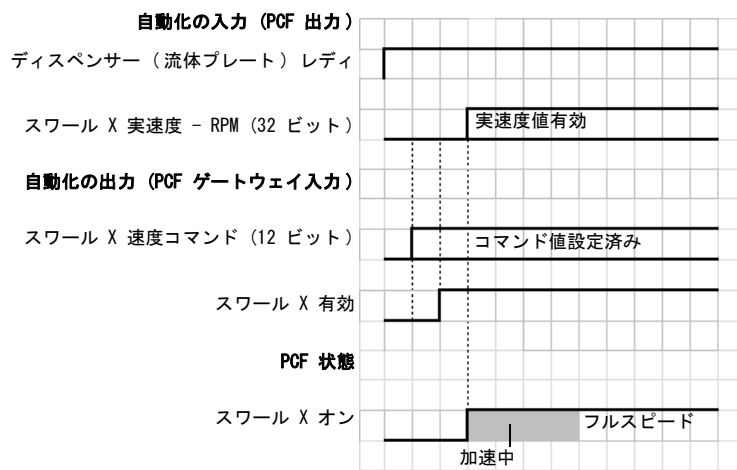 自動化の入力 (PCF 出力)
ディスペンサー ( 流体プレート ) レディ
スワール X 実速度 - RPM (32 ビット)
実速度値有効
自動化の出力 (PCF ゲートウェイ入力)
スワール X 速度コマンド (12 ビット)
コマンド値設定済み
スワール X 有効
PCF 状態
スワール X オン
フルスピード
加速中